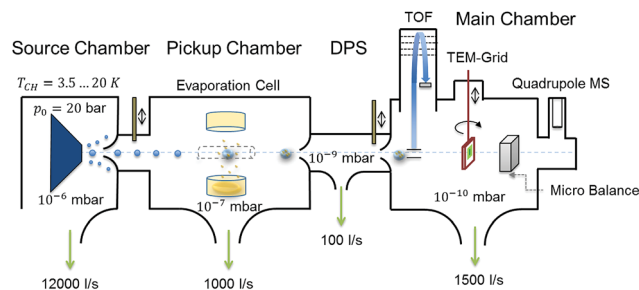 Source Chamber
Pickup Chamber
DPS
TOF
Main Chamber
TEM-Grid
Quadrupole MS
T_CH = 3.5 … 20 K
Evaporation Cell
p₀ = 20 bar
10⁻⁶ mbar
10⁻⁷ mbar
10⁻⁹ mbar
10⁻¹⁰ mbar
Micro Balance
12000 l/s
1000 l/s
100 l/s
1500 l/s